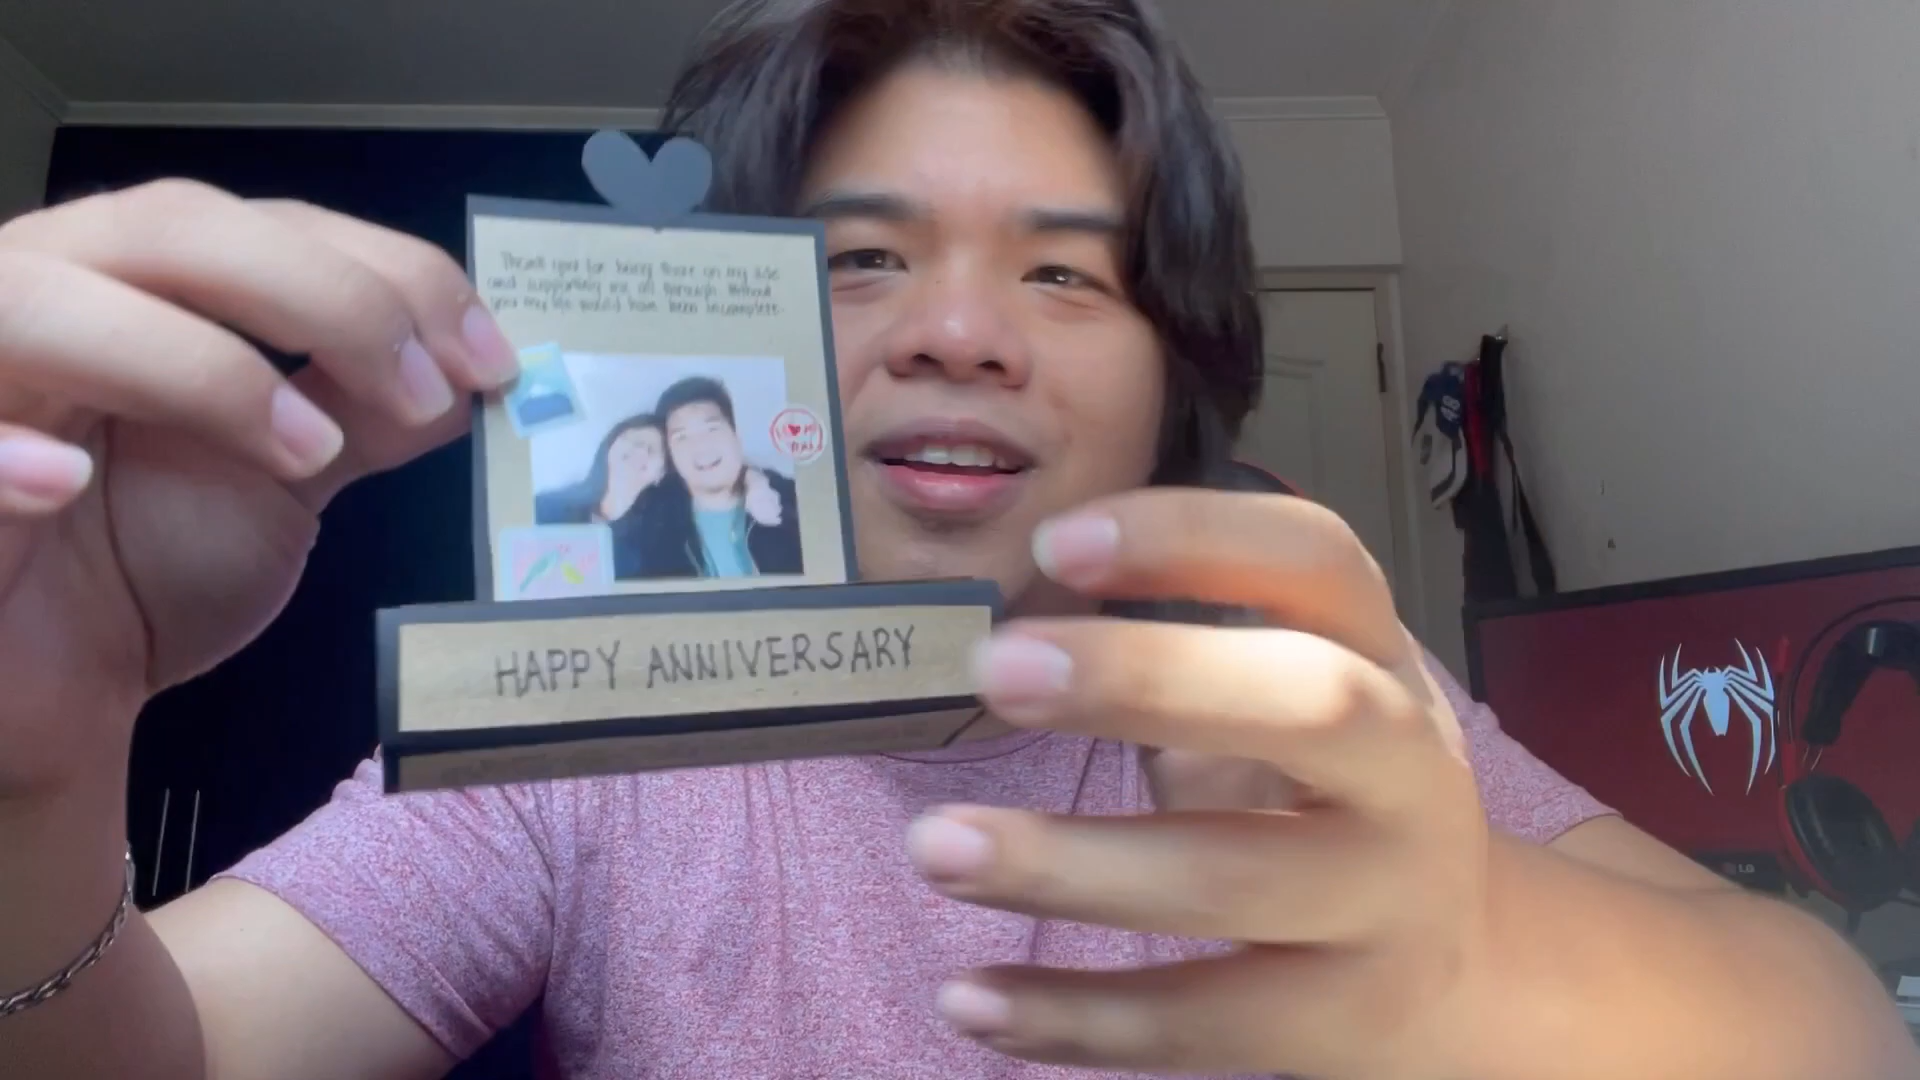 Thank you for being there on my side
and supporting me all through. Without
you my life would have been incomplete.
HAPPY ANNIVERSARY
LG